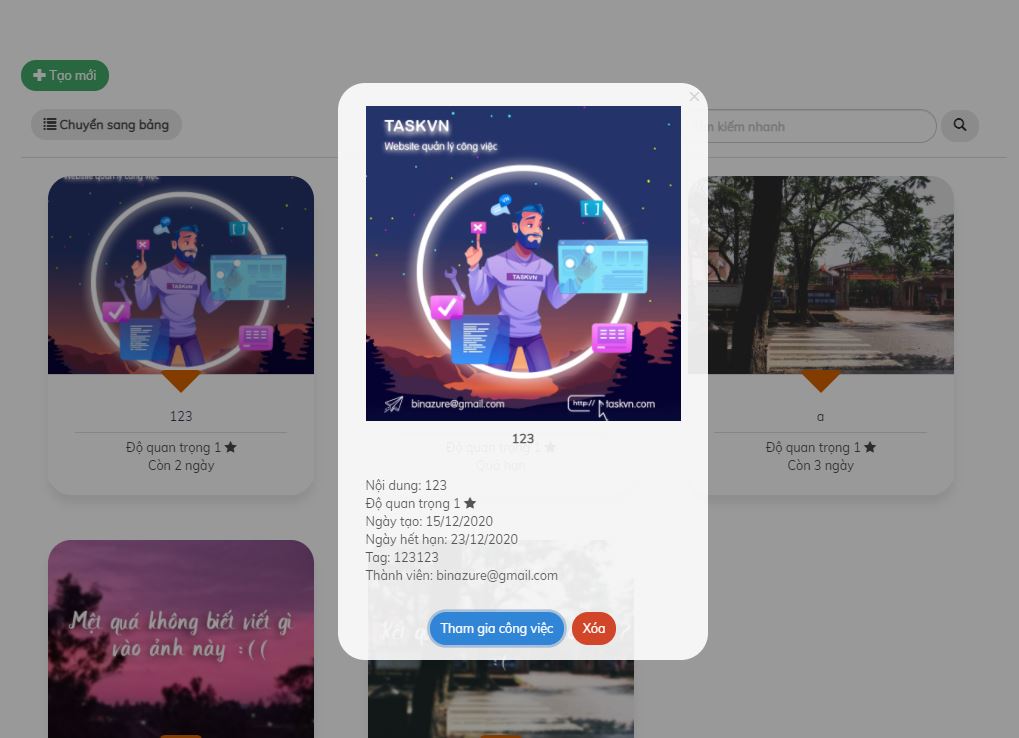 Tạo mới
Chuyển sang bảng
m kiếm nhanh
Website quản lý công việc
123
Độ quan trọng 1
Còn 2 ngày
TASKVN
Website quản lý công việc
TASKVN
binazure@gmail.com
http://
taskvn.com
123
Độ quan trọng 1
Quá hạn
Nội dung: 123
Độ quan trọng 1
Ngày tạo: 15/12/2020
Ngày hết hạn: 23/12/2020
Tag: 123123
Thành viên: binazure@gmail.com
Tham gia công việc
Xóa
a
Độ quan trọng 1
Còn 3 ngày
Mệt quá không biết viết gì
vào ảnh này :((